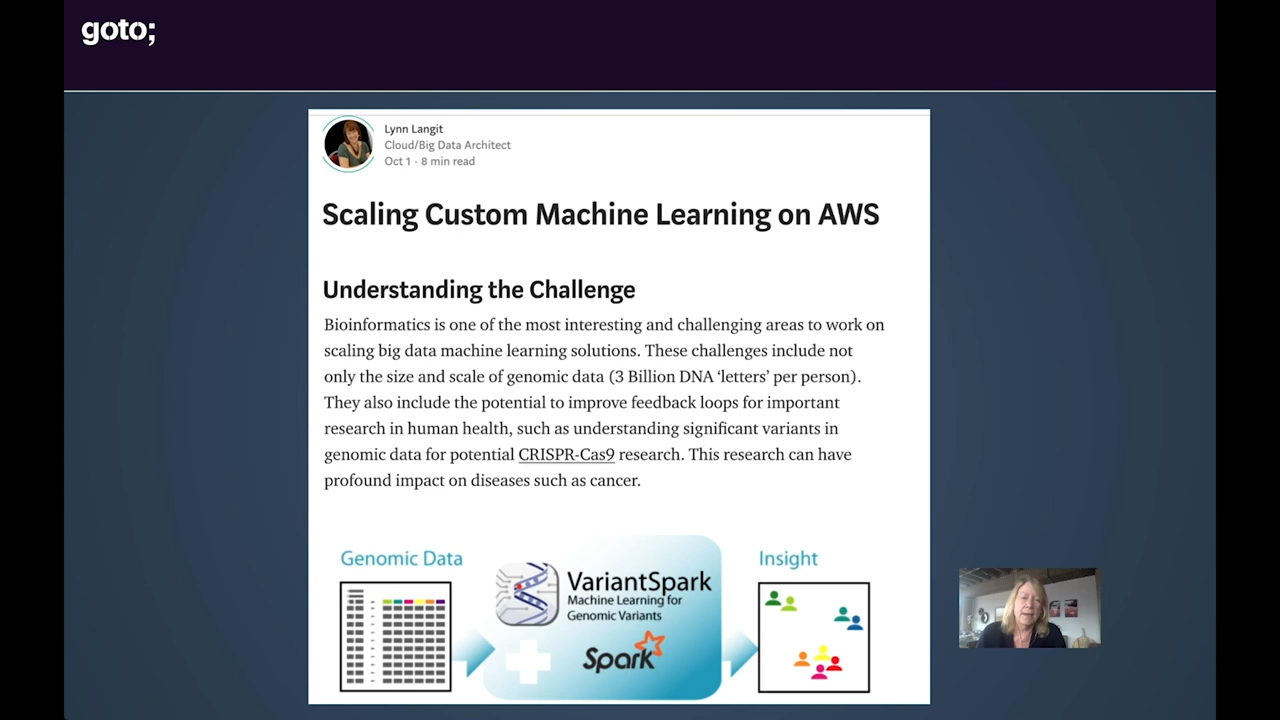 goto;
Lynn Langit
Cloud/Big Data Architect
Oct 1 · 8 min read
Scaling Custom Machine Learning on AWS
Understanding the Challenge
Bioinformatics is one of the most interesting and challenging areas to work on
scaling big data machine learning solutions. These challenges include not
only the size and scale of genomic data (3 Billion DNA ‘letters’ per person).
They also include the potential to improve feedback loops for important
research in human health, such as understanding significant variants in
genomic data for potential CRISPR-Cas9 research. This research can have
profound impact on diseases such as cancer.
Genomic Data
VariantSpark
Machine Learning for
Genomic Variants
Spark
Insight